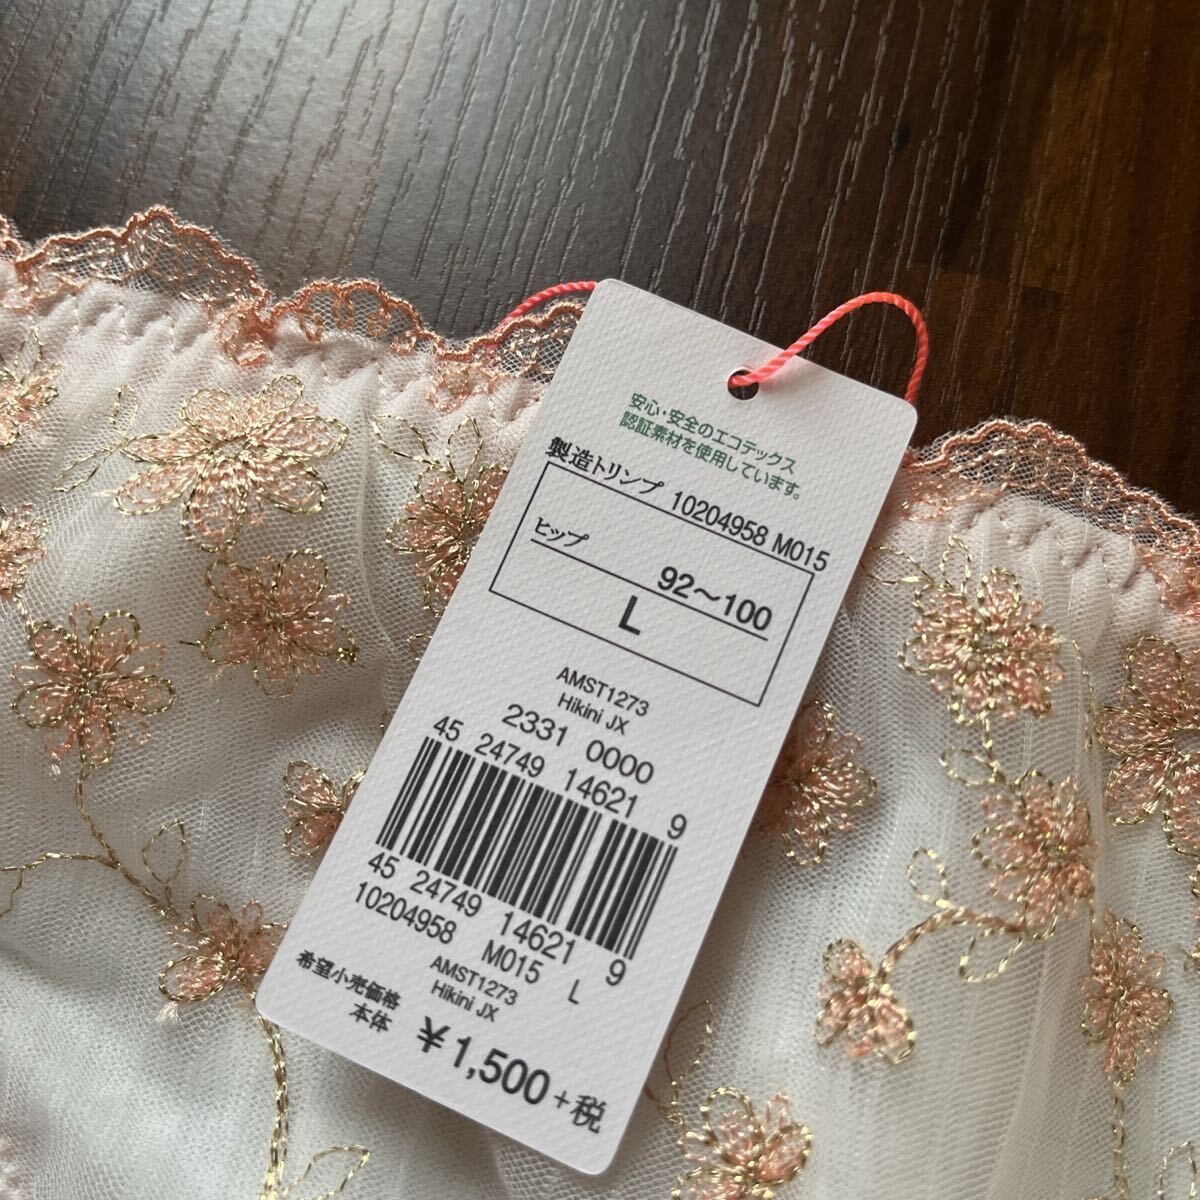 安心・安全のエコテックス
認証素材を使用しています。
製造トリンプ 10204958 M015
ヒップ
92～100
L
AMST1273
Hikini JX
2331 0000
45 24749 14621 9
45 24749 14621 9
10204958 M015 L
AMST1273
Hikini JX
希望小売価格
本体 ¥1,500+税